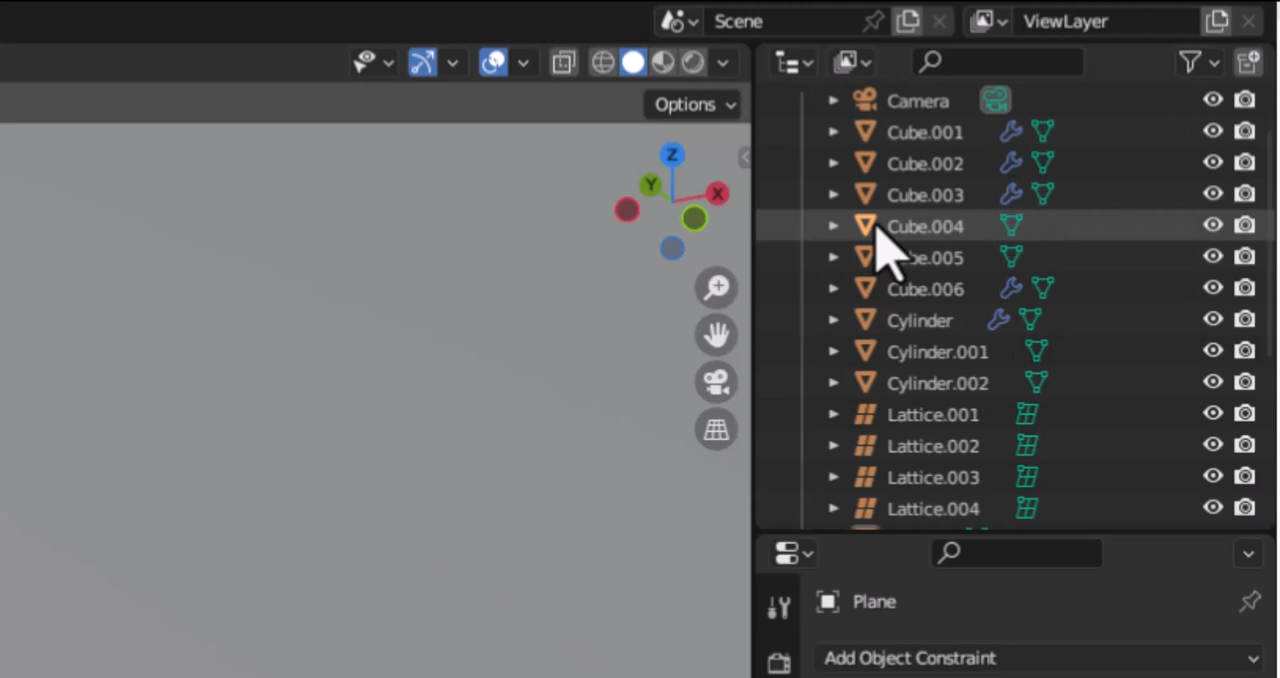 Scene
ViewLayer
Options
Z
Y
X
Camera
Cube.001
Cube.002
Cube.003
Cube.004
be.005
Cube.006
Cylinder
Cylinder.001
Cylinder.002
Lattice.001
Lattice.002
Lattice.003
Lattice.004
Plane
Add Object Constraint